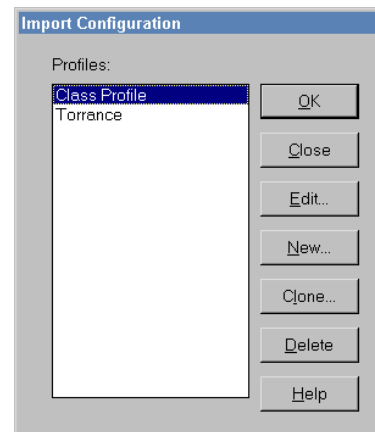 Import Configuration
Profiles:
Class Profile
Torrance
OK
Close
Edit...
New...
Clone...
Delete
Help